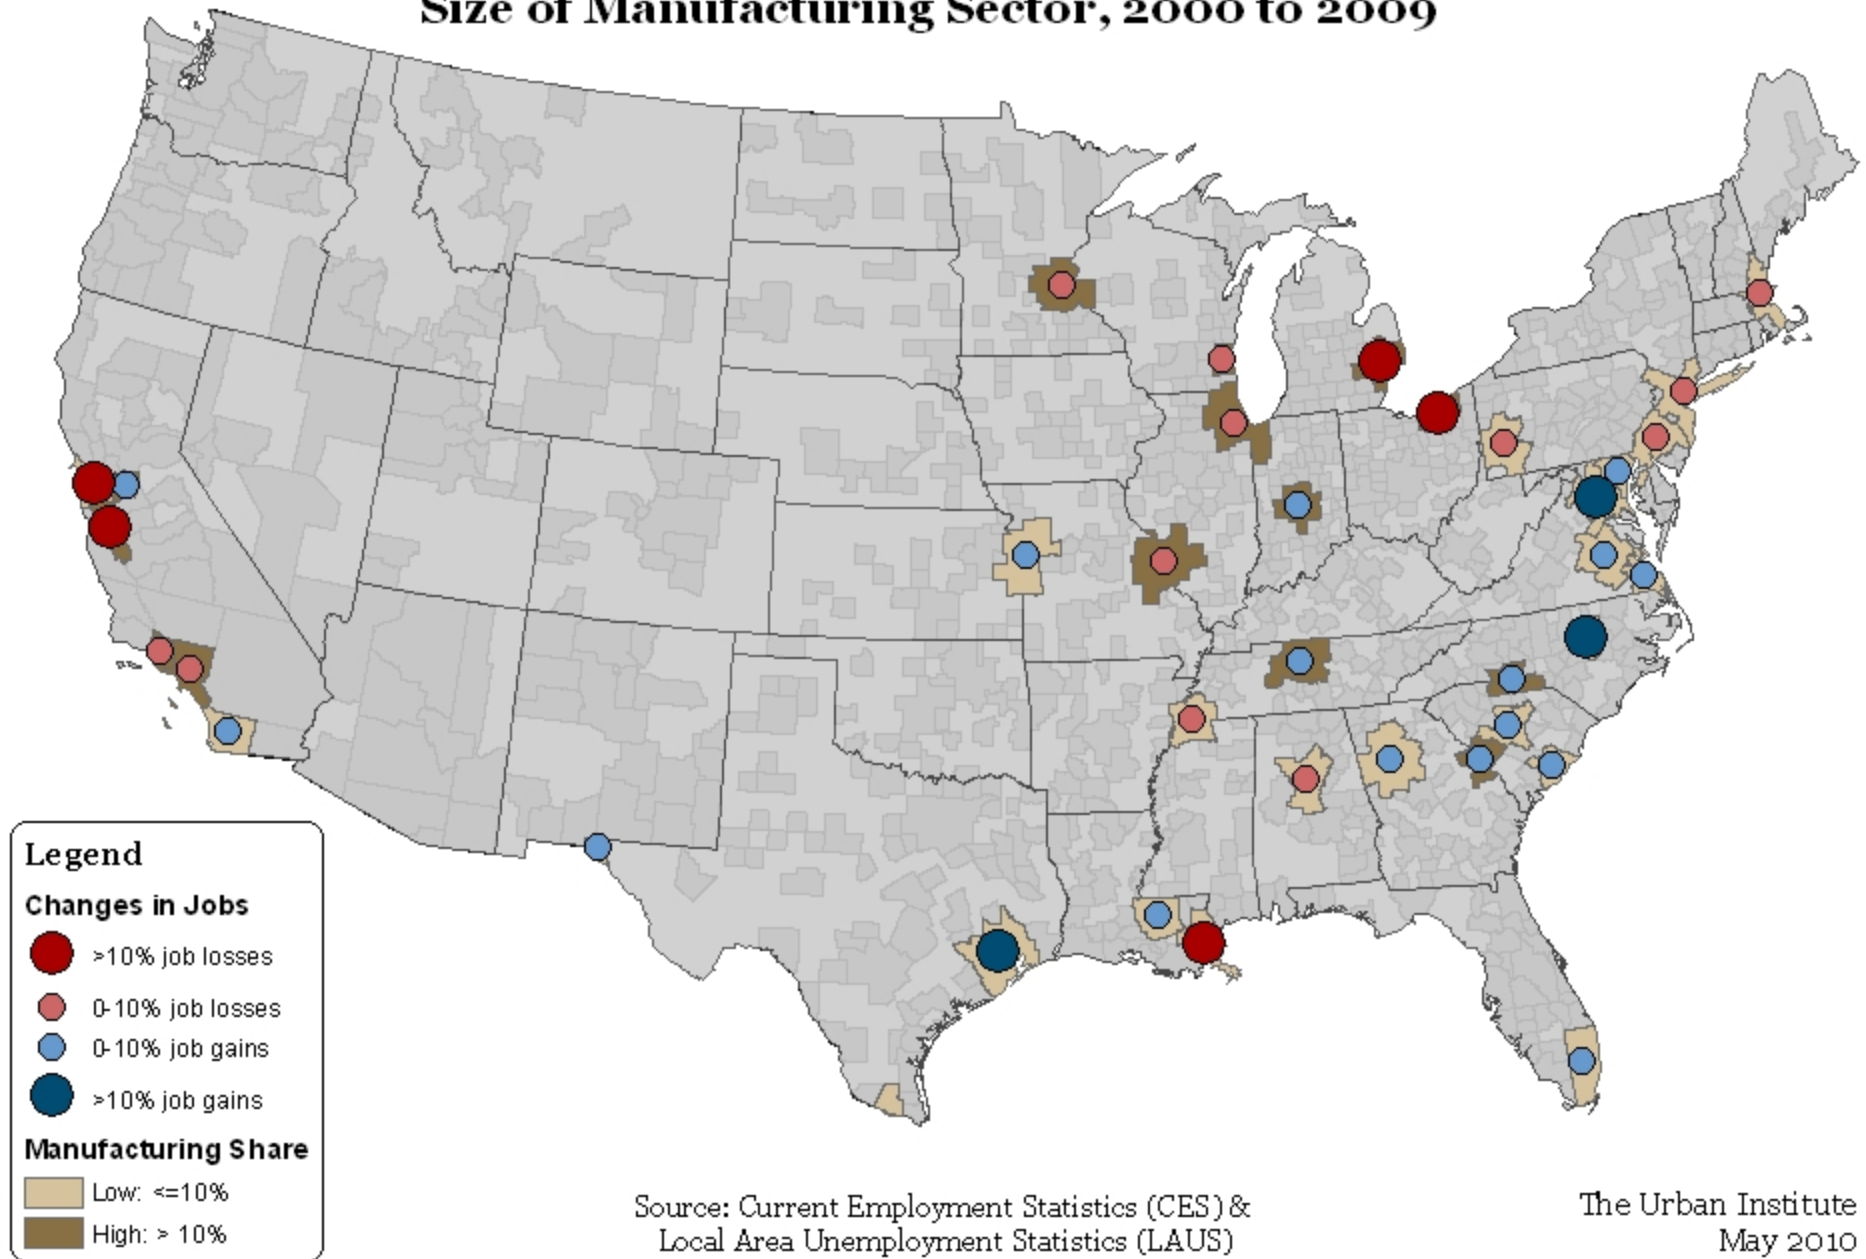 Size of Manufacturing Sector, 2000 to 2009
Legend
Changes in Jobs
>10% job losses
0-10% job losses
0-10% job gains
>10% job gains
Manufacturing Share
Low: <=10%
High: > 10%
Source: Current Employment Statistics (CES) &
Local Area Unemployment Statistics (LAUS)
The Urban Institute
May 2010